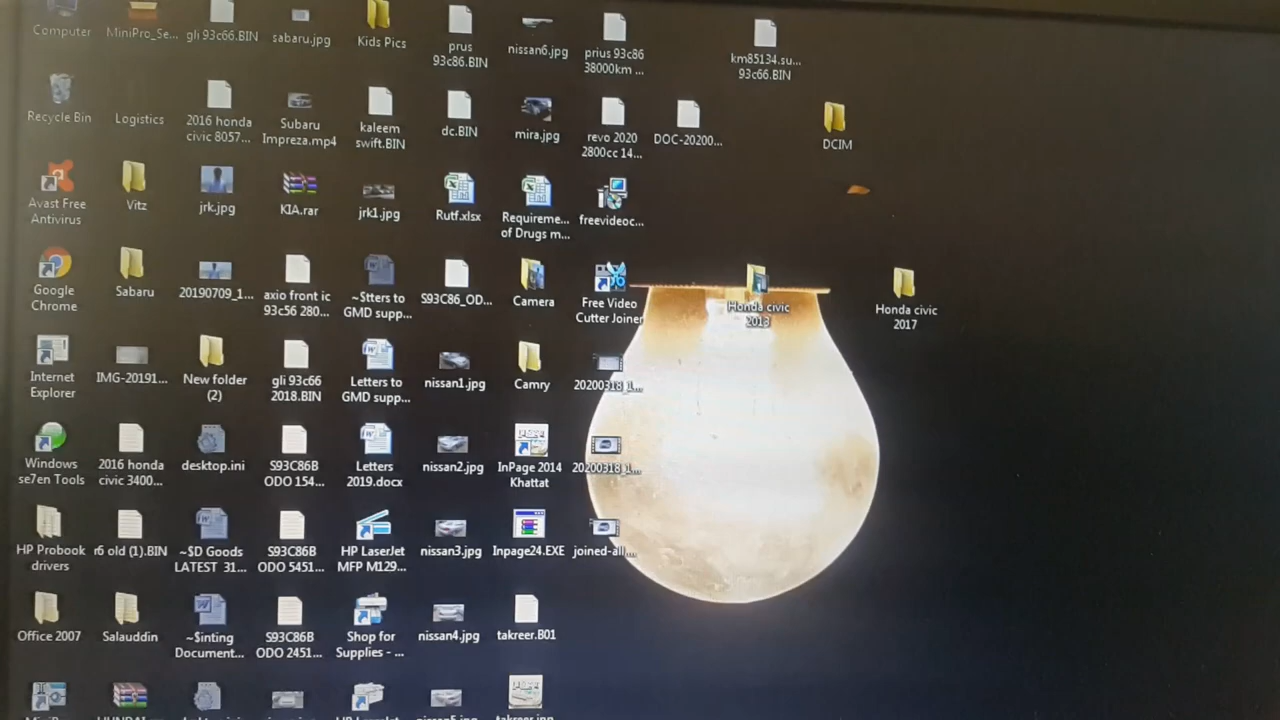 Computer
MiniPro_Se...
gli 93c66.BIN
sabaru.jpg
Kids Pics
prus
93c86.BIN
nissan6.jpg
prius 93c86
38000km ...
km85134.su...
93c66.BIN
Recycle Bin
Logistics
2016 honda
civic 8057...
Subaru
Impreza.mp4
kaleem
swift.BIN
dc.BIN
mira.jpg
revo 2020
2800cc 14...
DOC-20200...
DCIM
Avast Free
Antivirus
Vitz
jrk.jpg
KIA.rar
jrk1.jpg
Rutf.xlsx
Requireme...
of Drugs m...
freevideoc...
Google
Chrome
Sabaru
20190709_1...
axio front ic
93c56 280...
~$tters to
GMD supp...
S93C86_OD...
Camera
Free Video
Cutter Joiner
Honda civic
2013
Honda civic
2017
Internet
Explorer
IMG-20191...
New folder
(2)
gli 93c66
2018.BIN
Letters to
GMD supp...
nissan1.jpg
Camry
20200318_1...
Windows
se7en Tools
2016 honda
civic 3400...
desktop.ini
S93C86B
ODO 154...
Letters
2019.docx
nissan2.jpg
InPage 2014
Khattat
20200318_1...
HP Probook
drivers
r6 old (1).BIN
~$D Goods
LATEST 31...
S93C86B
ODO 5451...
HP LaserJet
MFP M129...
nissan3.jpg
Inpage24.EXE
joined-all...
Office 2007
Salauddin
~$inting
Document...
S93C86B
ODO 2451...
Shop for
Supplies - ...
nissan4.jpg
takreer.B01